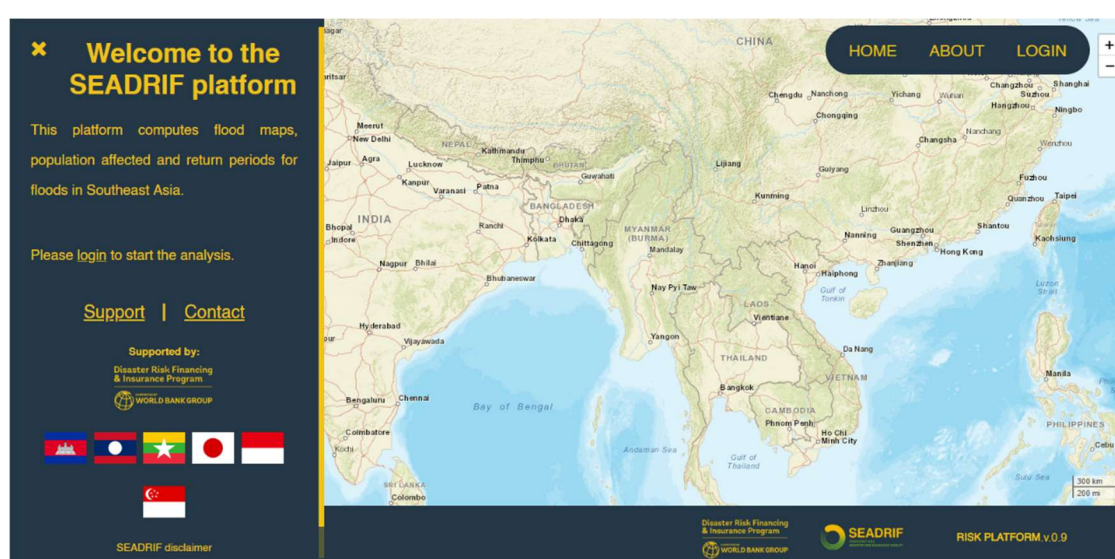 ✖
Welcome to the
SEADRIF platform
This platform computes flood maps,
population affected and return periods for
floods in Southeast Asia.
Please login to start the analysis.
Support | Contact
Supported by:
Disaster Risk Financing
& Insurance Program
WORLD BANK GROUP
SEADRIF disclaimer
HOME ABOUT LOGIN
+
−
CHINA
Chengdu
Nanchong
Yichang
Wuhan
Changzhou
Shanghai
Suzhou
Hangzhou
Ningbo
Chongqing
Nanchang
Changsha
Wenzhou
Meerut
New Delhi
NEPAL
Kathmandu
Thimphu
BHUTAN
Jaipur
Agra
Lucknow
Guwahati
Lijiang
Guiyang
Fuzhou
Kanpur
Varanasi
Patna
Kunming
Quanzhou
Taipei
BANGLADESH
Linzhou
INDIA
Bhopal
Ranchi
Dhaka
MYANMAR
(BURMA)
Nanning
Guangzhou
Shantou
Indore
Kolkata
Chittagong
Mandalay
Shenzhen
Hong Kong
Kaohsiung
Nagpur
Bhilai
Hanoi
Zhanjiang
Haiphong
Bhubaneswar
Nay Pyi Taw
Gulf of
Tonkin
Luzon
Strait
LAOS
Vientiane
Hyderabad
Vijayawada
Yangon
Da Nang
THAILAND
Manila
VIETNAM
Bangkok
Bengaluru
Chennai
Bay of Bengal
CAMBODIA
Phnom Penh
PHILIPPINES
Coimbatore
Ho Chi
Minh City
Kochi
Andaman Sea
Cebu
Gulf of
Thailand
Sulu Sea
SRI LANKA
Colombo
300 km
200 mi
Disaster Risk Financing
& Insurance Program
WORLD BANK GROUP
SEADRIF
RISK PLATFORM v.0.9